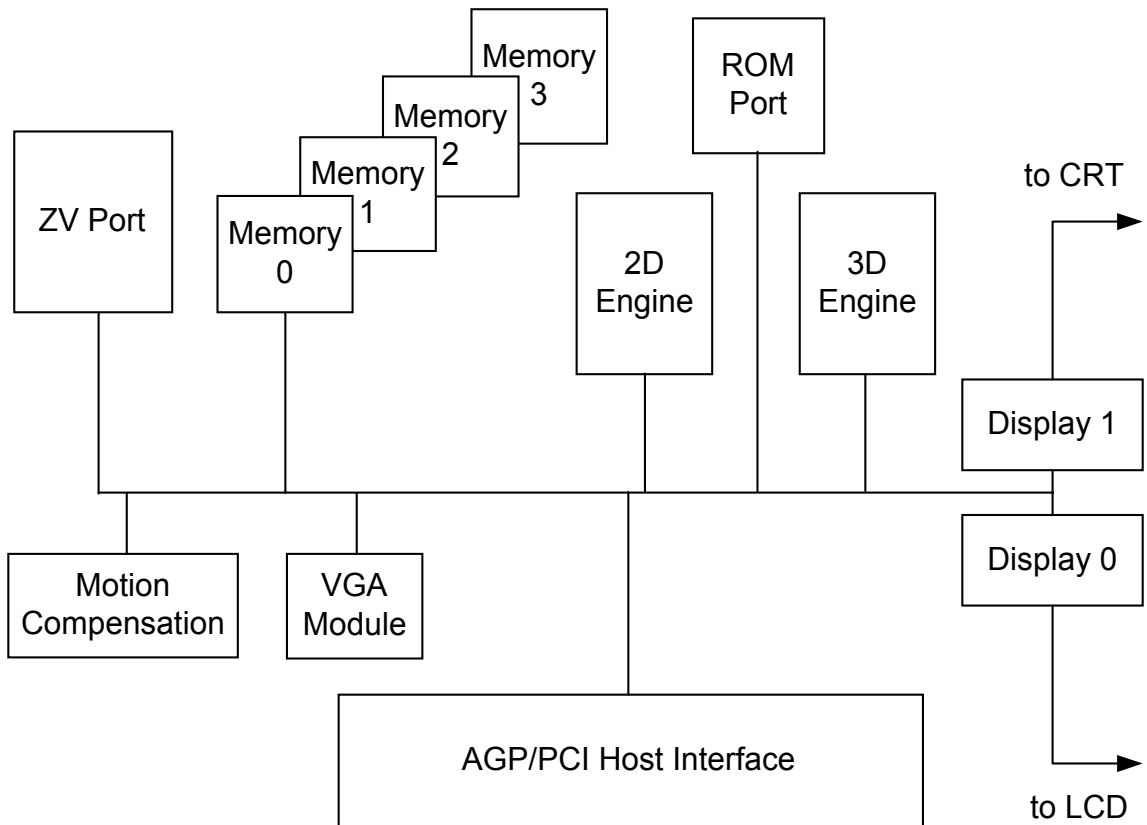 Memory
3
ROM
Port
Memory
2
Memory
1
ZV Port
Memory
0
2D
Engine
3D
Engine
to CRT
Display 1
Display 0
Motion
Compensation
VGA
Module
AGP/PCI Host Interface
to LCD